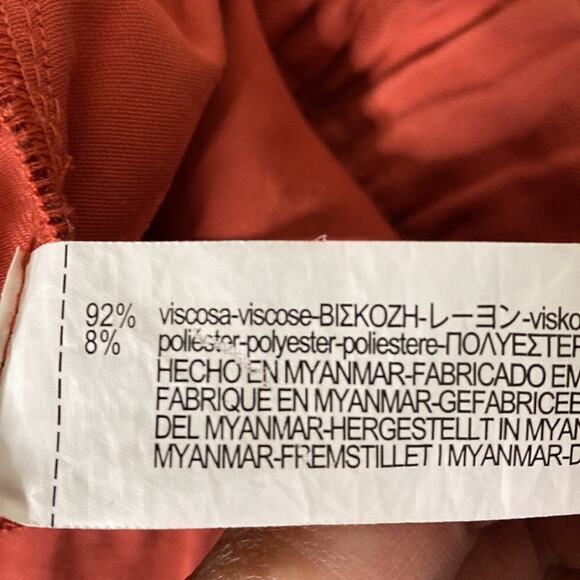 92% viscosa-viscose-ΒΙΣΚΟΖΗ-レーヨン-visko
8% poliéster-polyester-poliestere-ΠΟΛΥΕΣΤΕΡ
HECHO EN MYANMAR-FABRICADO EM
FABRIQUÉ EN MYANMAR-GEFABRICEE
DEL MYANMAR-HERGESTELLT IN MYAN
MYANMAR-FREMSTILLET I MYANMAR-D